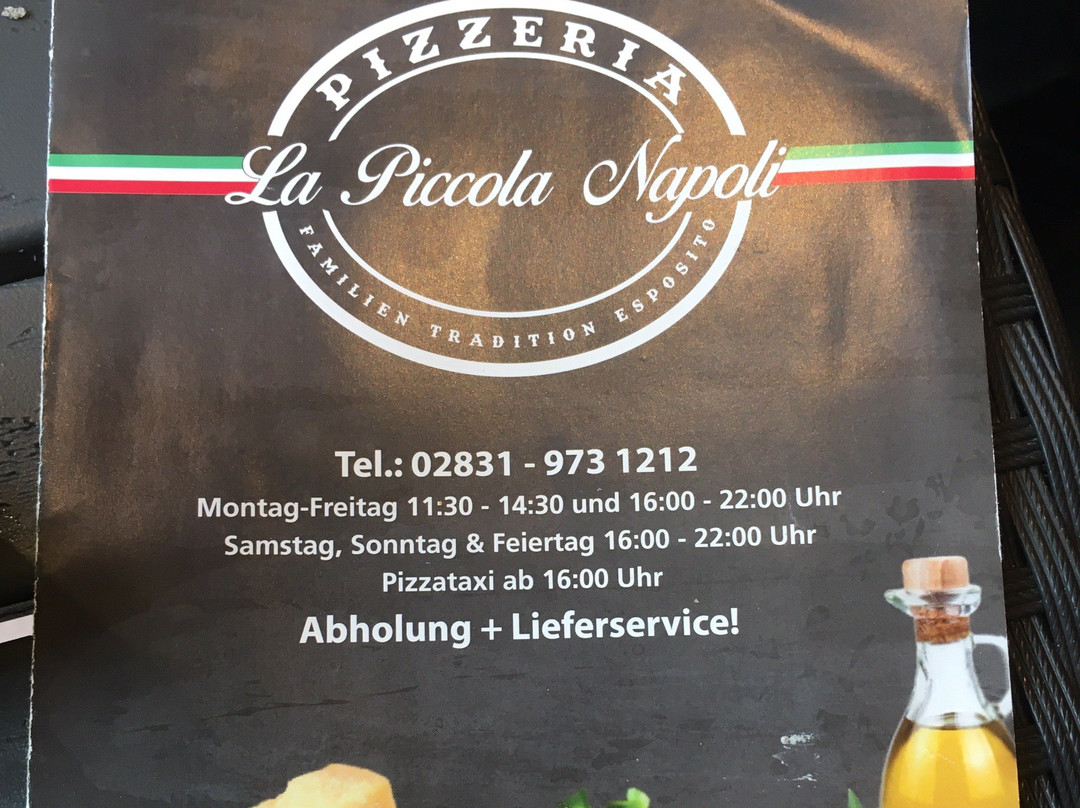 PIZZERIA
La Piccola Napoli
FAMILIEN TRADITION ESPOSITO
Tel.: 02831 - 973 1212
Montag-Freitag 11:30 - 14:30 und 16:00 - 22:00 Uhr
Samstag, Sonntag & Feiertag 16:00 - 22:00 Uhr
Pizzataxi ab 16:00 Uhr
Abholung + Lieferservice!